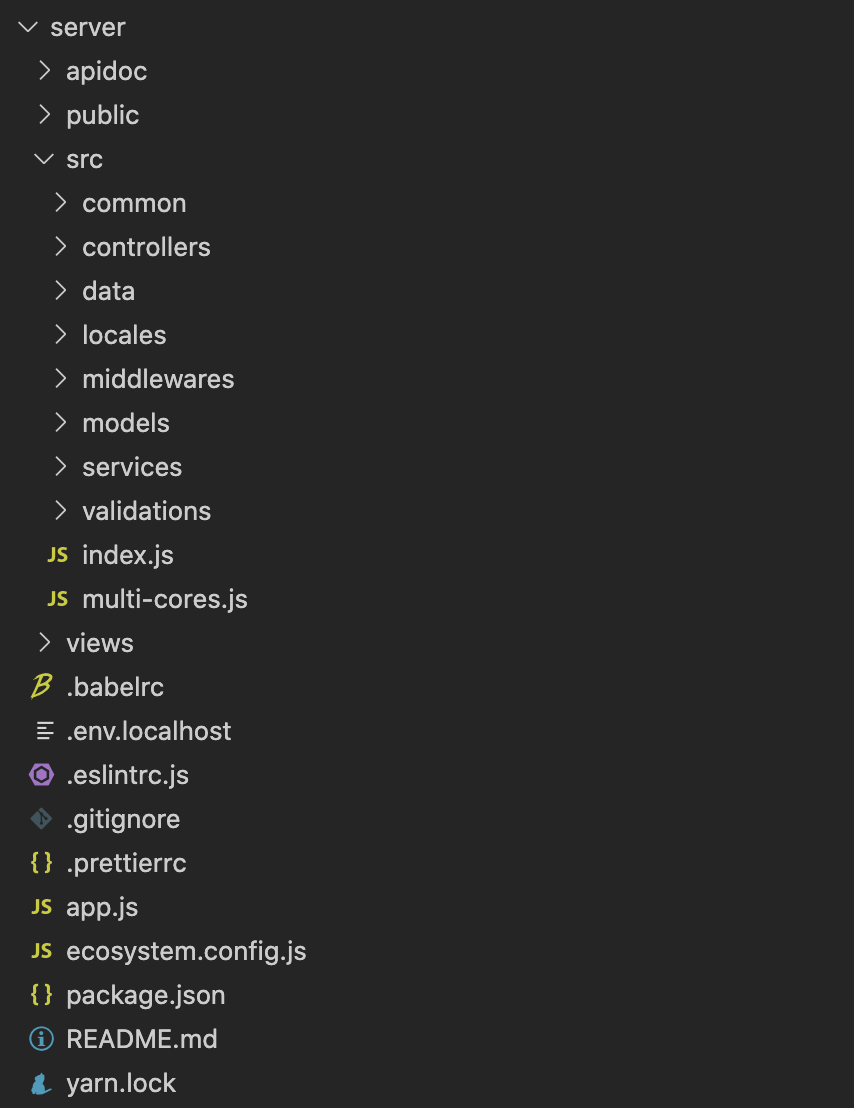 server
apidoc
public
src
common
controllers
data
locales
middlewares
models
services
validations
JS index.js
JS multi-cores.js
views
B .babelrc
.env.localhost
.eslintrc.js
.gitignore
{} .prettierrc
JS app.js
JS ecosystem.config.js
{} package.json
README.md
yarn.lock